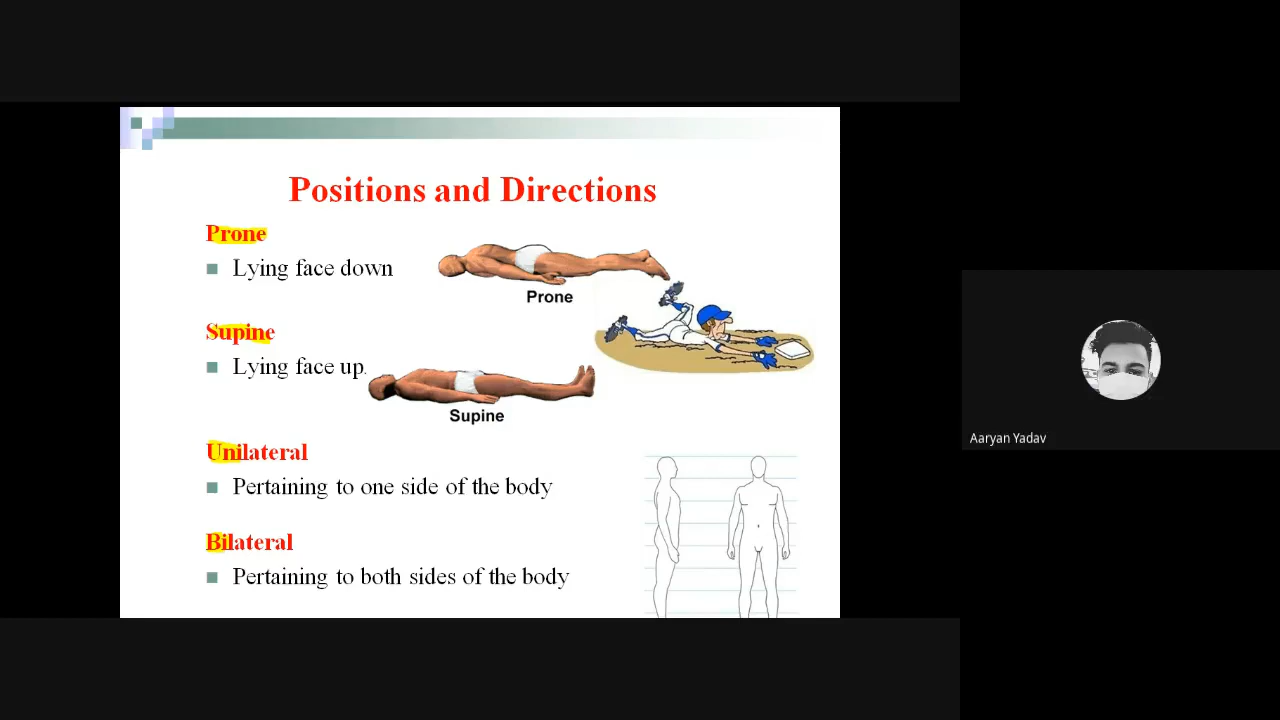 Positions and Directions
Prone
Lying face down
Prone
Supine
Lying face up.
Supine
Unilateral
Pertaining to one side of the body
Bilateral
Pertaining to both sides of the body
Aaryan Yadav